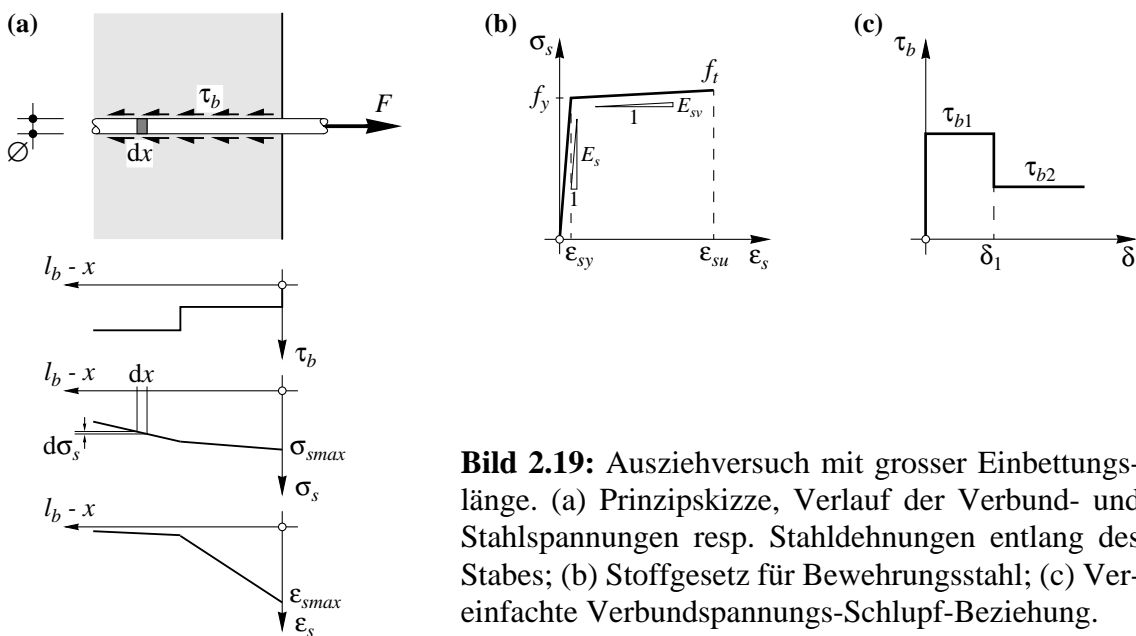 (a)
τb
F
Ø
dx
lb - x
τb
lb - x
dx
dσs
σsmax
σs
lb - x
εsmax
εs
(b)
σs
ft
fy
Esv
1
Es
1
εsy
εsu
εs
(c)
τb
τb1
τb2
δ1
δ
Bild 2.19: Ausziehversuch mit grosser Einbettungs-
länge. (a) Prinzipskizze, Verlauf der Verbund- und
Stahlspannungen resp. Stahldehnungen entlang des
Stabes; (b) Stoffgesetz für Bewehrungsstahl; (c) Ver-
einfachte Verbundspannungs-Schlupf-Beziehung.